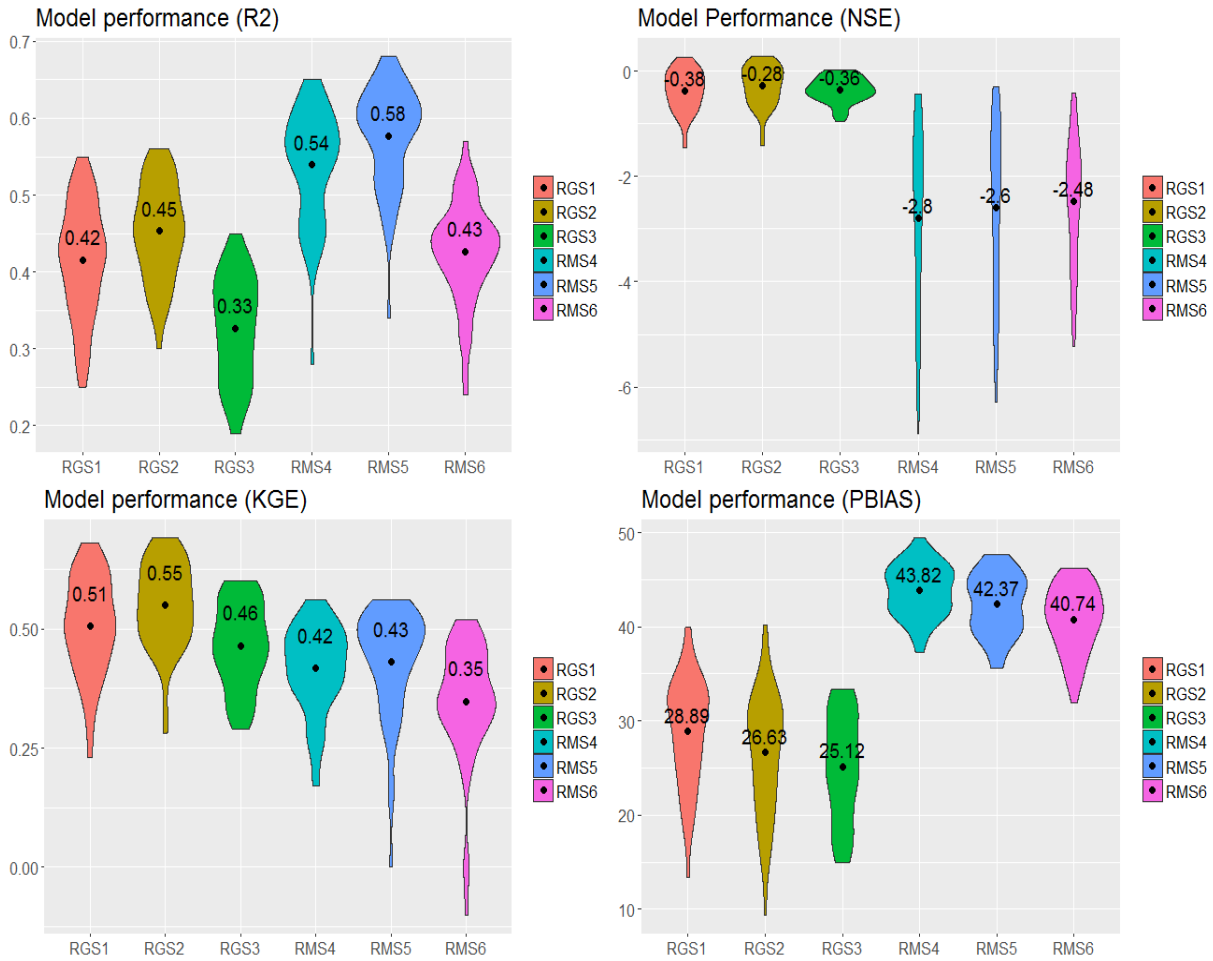 Model performance (R2)
0.7
0.6
0.5
0.4
0.3
0.2
0.42
0.45
0.33
0.54
0.58
0.43
RGS1 RGS2 RGS3 RMS4 RMS5 RMS6
RGS1
RGS2
RGS3
RMS4
RMS5
RMS6
Model Performance (NSE)
0
-2
-4
-6
-0.38
-0.28
-0.36
-2.8
-2.6
-2.48
RGS1 RGS2 RGS3 RMS4 RMS5 RMS6
RGS1
RGS2
RGS3
RMS4
RMS5
RMS6
Model performance (KGE)
0.50
0.25
0.00
0.51
0.55
0.46
0.42
0.43
0.35
RGS1 RGS2 RGS3 RMS4 RMS5 RMS6
RGS1
RGS2
RGS3
RMS4
RMS5
RMS6
Model performance (PBIAS)
50
40
30
20
10
28.89
26.63
25.12
43.82
42.37
40.74
RGS1 RGS2 RGS3 RMS4 RMS5 RMS6
RGS1
RGS2
RGS3
RMS4
RMS5
RMS6